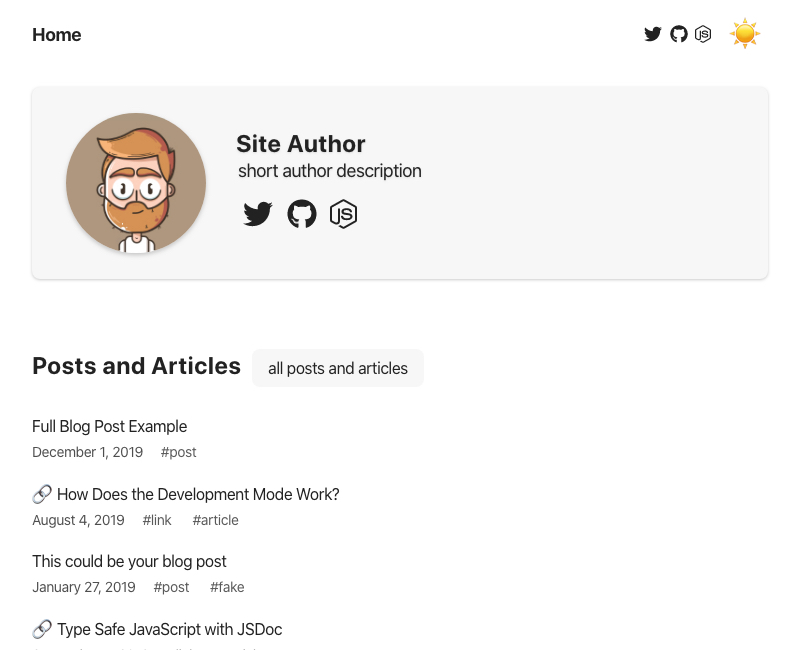 Home
Site Author
short author description
Posts and Articles
all posts and articles
Full Blog Post Example
December 1, 2019 #post
🔗 How Does the Development Mode Work?
August 4, 2019 #link #article
This could be your blog post
January 27, 2019 #post #fake
🔗 Type Safe JavaScript with JSDoc